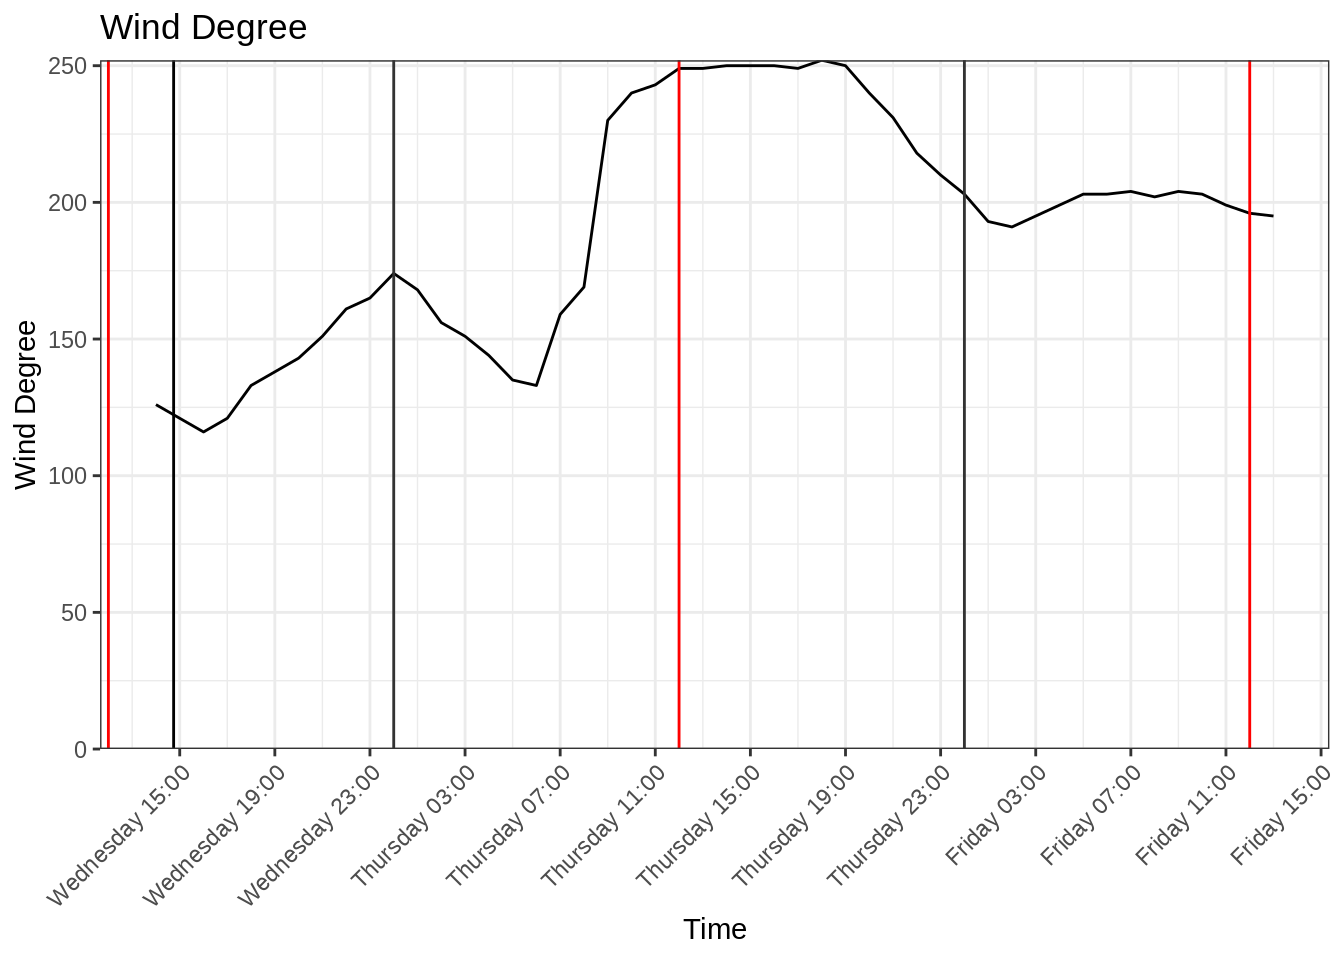 Wind Degree
Wind Degree
250
200
150
100
50
0
Wednesday 15:00
Wednesday 19:00
Wednesday 23:00
Thursday 03:00
Thursday 07:00
Thursday 11:00
Thursday 15:00
Thursday 19:00
Thursday 23:00
Friday 03:00
Friday 07:00
Friday 11:00
Friday 15:00
Time